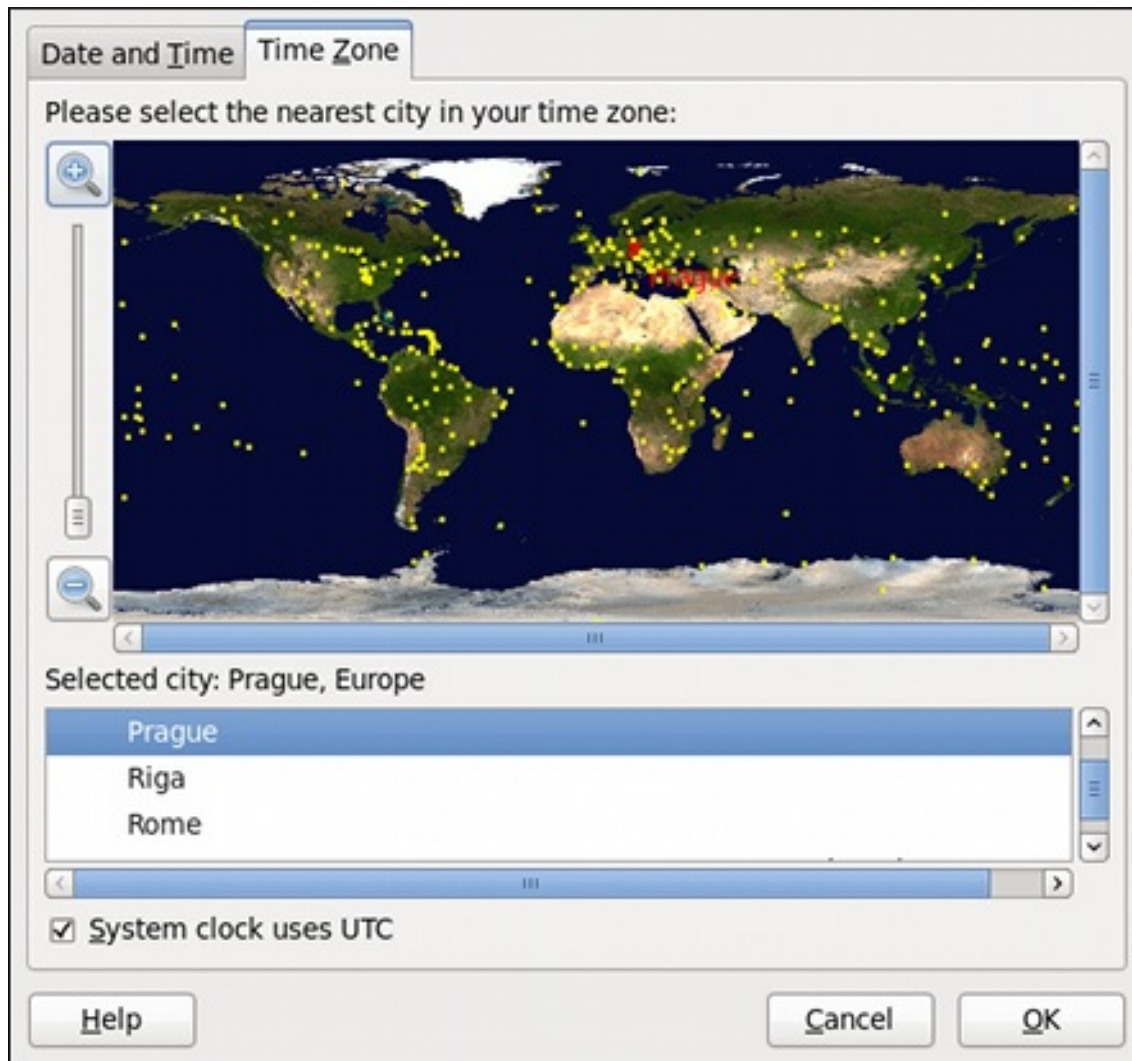 Date and Time
Time Zone
Please select the nearest city in your time zone:
Prague
Selected city: Prague, Europe
Prague
Riga
Rome
System clock uses UTC
Help
Cancel
OK